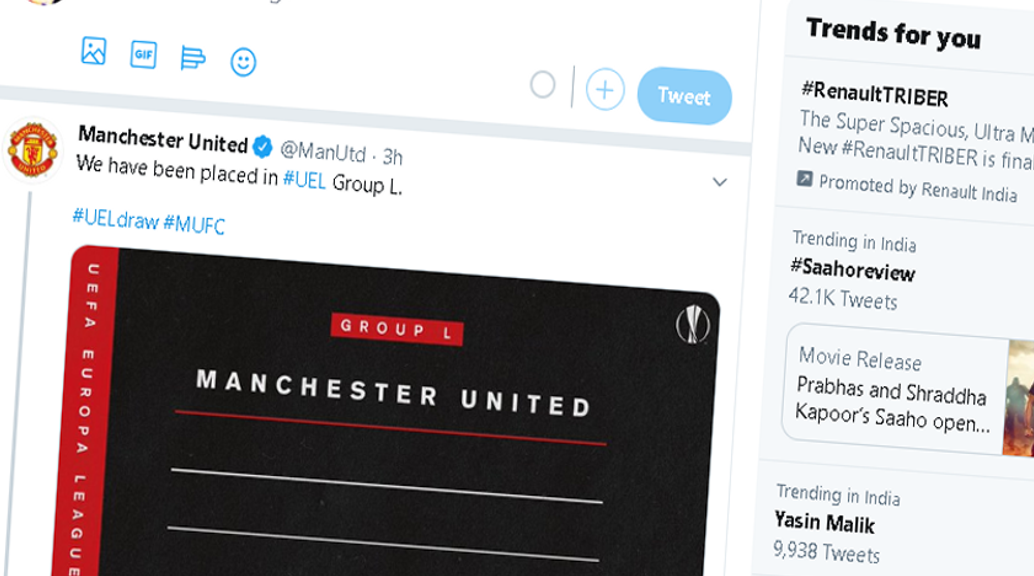 GIF
Tweet
Manchester United @ManUtd · 3h
We have been placed in #UEL Group L.
#UELdraw #MUFC
UEFA EUROPA LEAGUE
GROUP L
MANCHESTER UNITED
Trends for you
#RenaultTRIBER
The Super Spacious, Ultra M
New #RenaultTRIBER is fina
Promoted by Renault India
Trending in India
#Saahoreview
42.1K Tweets
Movie Release
Prabhas and Shraddha
Kapoor's Saaho open...
Trending in India
Yasin Malik
9,938 Tweets